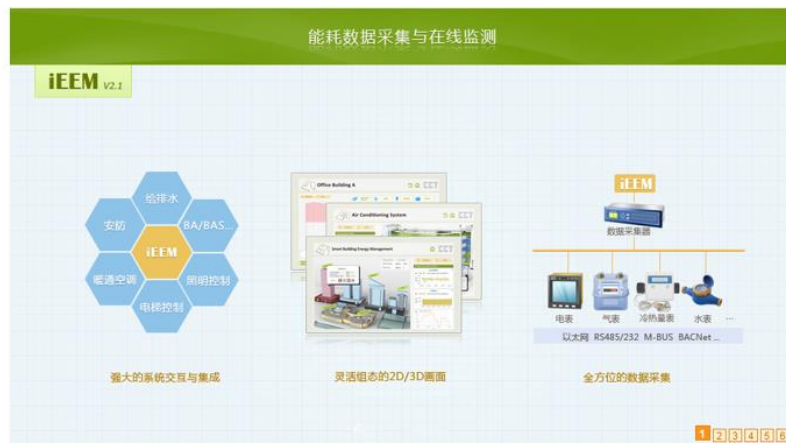 能耗数据采集与在线监测
iEEM V2.1
给排水
安防
BA/BAS...
iEEM
暖通空调
照明控制
电梯控制
Office Building A
CET
Air Conditioning System
CET
Smart Building Energy Management
CET
iEEM
数据采集器
电表 气表 冷热量表 水表 ...
以太网 RS485/232 M-BUS BACNet ...
强大的系统交互与集成
灵活组态的2D/3D画面
全方位的数据采集
1 2 3 4 5 6